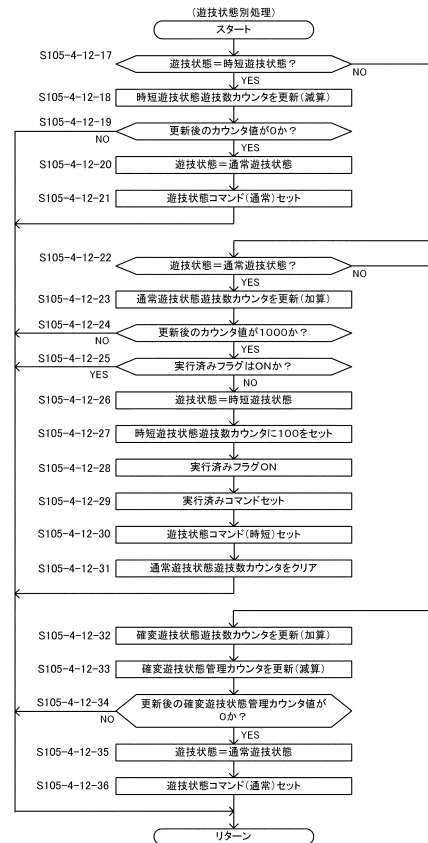 (遊技状態別処理)
スタート
S105-4-12-17
遊技状態=時短遊技状態?
NO
YES
S105-4-12-18
時短遊技状態遊技数カウンタを更新(減算)
S105-4-12-19
更新後のカウンタ値が0か?
NO
YES
S105-4-12-20
遊技状態=通常遊技状態
S105-4-12-21
遊技状態コマンド(通常)セット
S105-4-12-22
遊技状態=通常遊技状態?
NO
YES
S105-4-12-23
通常遊技状態遊技数カウンタを更新(加算)
S105-4-12-24
更新後のカウンタ値が1000か?
NO
YES
S105-4-12-25
実行済みフラグはONか?
YES
NO
S105-4-12-26
遊技状態=時短遊技状態
S105-4-12-27
時短遊技状態遊技数カウンタに100をセット
S105-4-12-28
実行済みフラグON
S105-4-12-29
実行済みコマンドセット
S105-4-12-30
遊技状態コマンド(時短)セット
S105-4-12-31
通常遊技状態遊技数カウンタをクリア
S105-4-12-32
確変遊技状態遊技数カウンタを更新(加算)
S105-4-12-33
確変遊技状態管理カウンタを更新(減算)
S105-4-12-34
更新後の確変遊技状態管理カウンタ値が
0か?
NO
YES
S105-4-12-35
遊技状態=通常遊技状態
S105-4-12-36
遊技状態コマンド(通常)セット
リターン